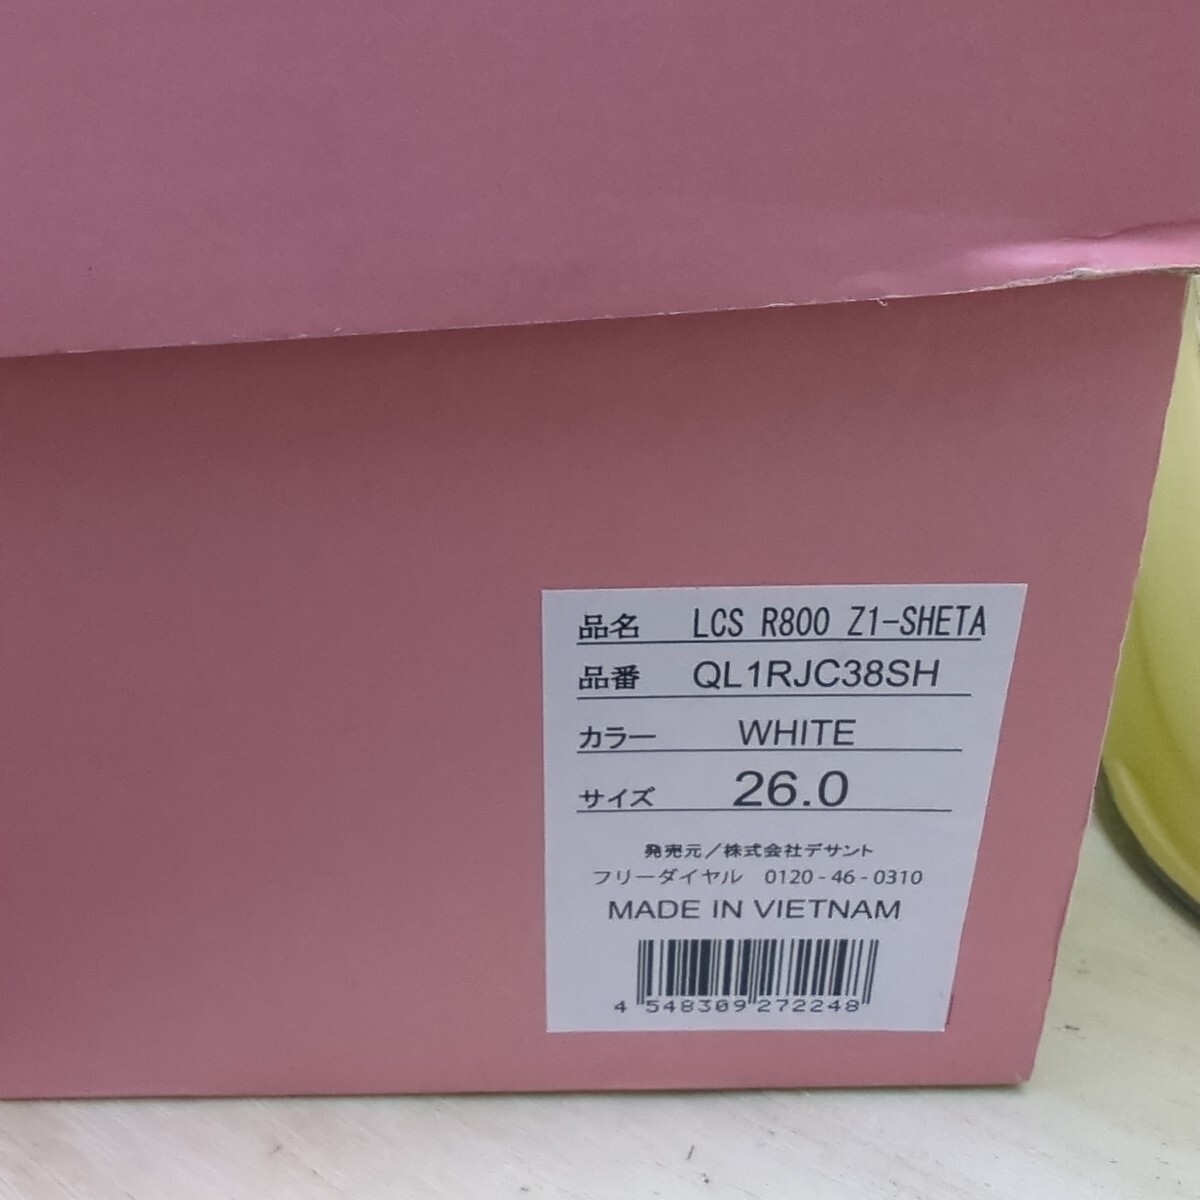 品名 LCS R800 Z1-SHETA
品番 QL1RJC38SH
カラー WHITE
サイズ 26.0
発売元／株式会社デサント
フリーダイヤル 0120 - 46 - 0310
MADE IN VIETNAM
4 548309 272248